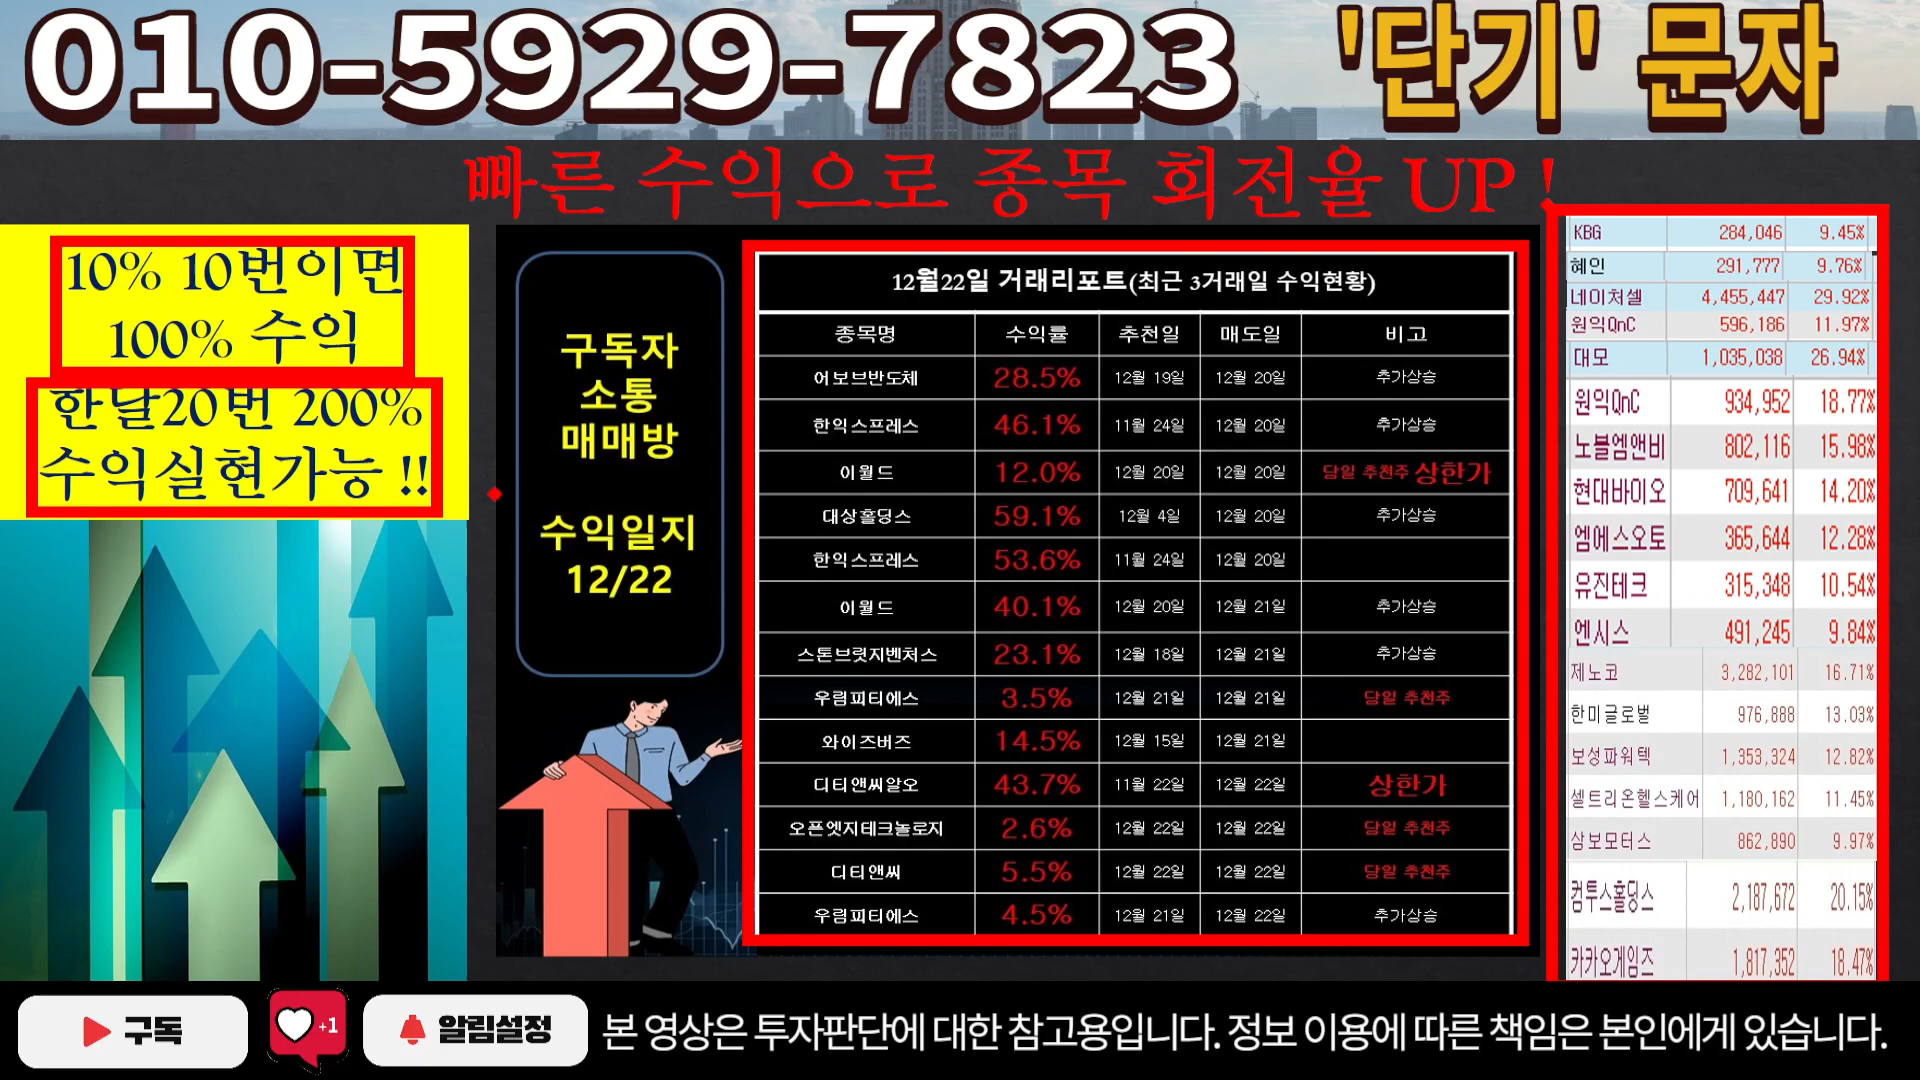 010-5929-7823 '단기' 문자
빠른 수익으로 종목 회전율 UP !
10% 10번이면
100% 수익
한달20번 200%
수익실현가능 !!
구독자
소통
매매방
수익일지
12/22
12월22일 거래리포트(최근 3거래일 수익현황)
종목명 수익률 추천일 매도일 비고
어보브반도체 28.5% 12월 19일 12월 20일 추가상승
한익스프레스 46.1% 11월 24일 12월 20일 추가상승
이월드 12.0% 12월 20일 12월 20일 당일 추천주 상한가
대상홀딩스 59.1% 12월 4일 12월 20일 추가상승
한익스프레스 53.6% 11월 24일 12월 20일
이월드 40.1% 12월 20일 12월 21일 추가상승
스톤브릿지벤처스 23.1% 12월 18일 12월 21일 추가상승
우림피티에스 3.5% 12월 21일 12월 21일 당일 추천주
와이즈버즈 14.5% 12월 15일 12월 21일
디티앤씨알오 43.7% 11월 22일 12월 22일 상한가
오픈엣지테크놀로지 2.6% 12월 22일 12월 22일 당일 추천주
디티앤씨 5.5% 12월 22일 12월 22일 당일 추천주
우림피티에스 4.5% 12월 21일 12월 22일 추가상승
KBG 284,046 9.45%
혜인 291,777 9.76%
네이처셀 4,455,447 29.92%
원익QnC 596,186 11.97%
대모 1,035,038 26.94%
원익QnC 934,952 18.77%
노블엠앤비 802,116 15.98%
현대바이오 709,641 14.20%
엠에스오토 365,644 12.28%
유진테크 315,348 10.54%
엔시스 491,245 9.84%
제노코 3,282,101 16.71%
한미글로벌 976,888 13.03%
보성파워텍 1,353,324 12.82%
셀트리온헬스케어 1,180,162 11.45%
삼보모터스 862,890 9.97%
컴투스홀딩스 2,187,672 20.15%
카카오게임즈 1,817,352 18.47%
구독 +1 알림설정 본 영상은 투자판단에 대한 참고용입니다. 정보 이용에 따른 책임은 본인에게 있습니다.